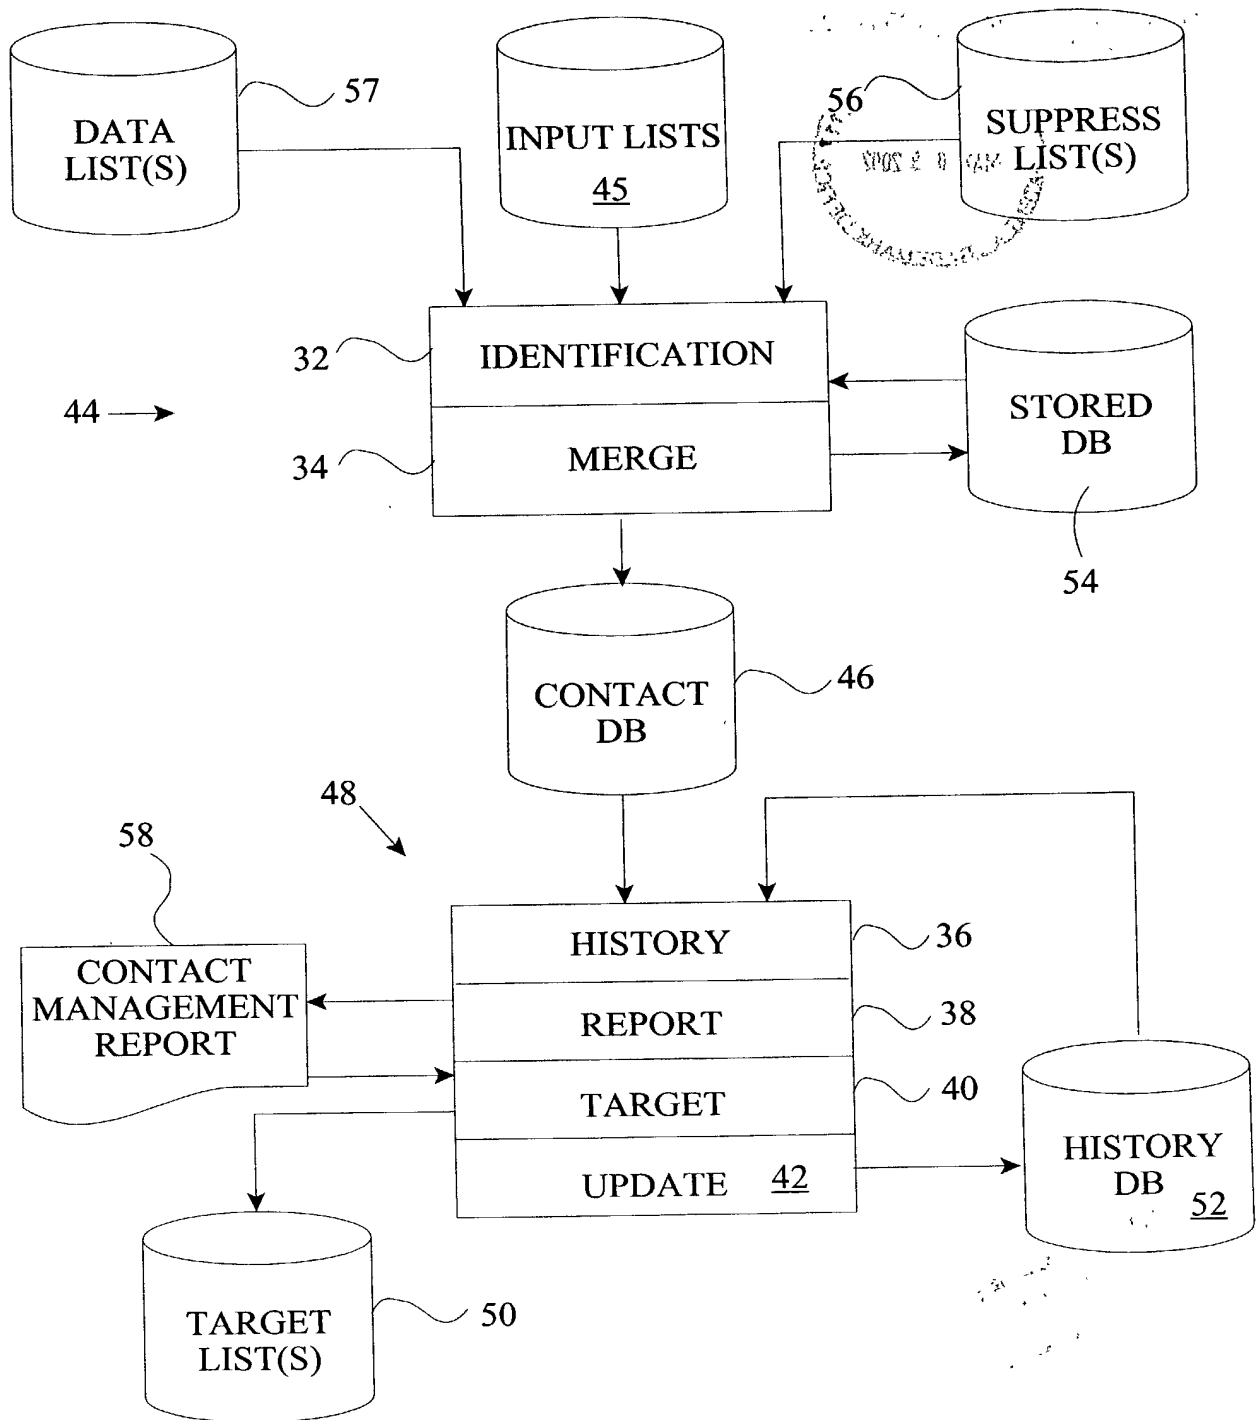 57
DATA
LIST(S)
INPUT LISTS
45
56
SUPPRESS
LIST(S)
32
IDENTIFICATION
44
34
MERGE
STORED
DB
54
CONTACT
DB
46
48
58
CONTACT
MANAGEMENT
REPORT
HISTORY
36
REPORT
38
TARGET
40
UPDATE 42
HISTORY
DB
52
TARGET
LIST(S)
50